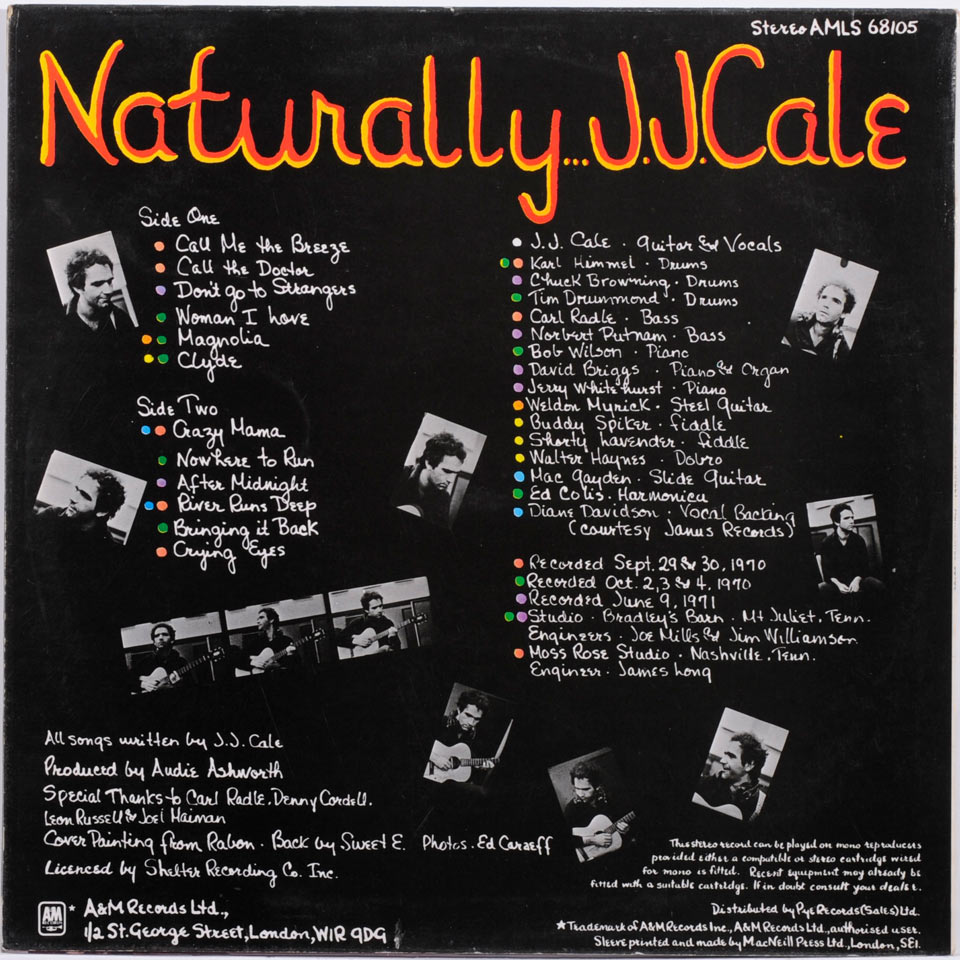 Stereo AMLS 68105
Naturally...J.J.Cale
Side One
Call Me the Breeze
Call the Doctor
Don't go to Strangers
Woman I Love
Magnolia
Clyde
Side Two
Crazy Mama
Nowhere to Run
After Midnight
River Runs Deep
Bringing it Back
Crying Eyes
J.J. Cale · Guitar and Vocals
Karl Himmel · Drums
Chuck Browning · Drums
Tim Drummond · Drums
Carl Radle · Bass
Norbert Putnam · Bass
Bob Wilson · Piano
David Briggs · Piano and Organ
Jerry Whitehurst · Piano
Weldon Myrick · Steel Guitar
Buddy Spiker · fiddle
Shorty Lavender · fiddle
Walter Haynes · Dobro
Mac Gayden · Slide Guitar
Ed Colis · Harmonica
Diane Davidson · Vocal Backing
(courtesy Janus Records)
Recorded Sept. 29 & 30, 1970
Recorded Oct. 2, 3 & 4, 1970
Recorded June 9, 1971
Studio · Bradley's Barn · Mt Juliet, Tenn.
Engineers · Joe Mills & Jim Williamson
Moss Rose Studio · Nashville, Tenn.
Engineer · James Long
All songs written by J.J. Cale
Produced by Audie Ashworth
Special Thanks to Carl Radle. Denny Cordell.
Leon Russell & Joel Maiman
Cover Painting from Rabon · Back by Sweet E. Photos · Ed Caraeff
Licenced by Shelter Recording Co. Inc.
This stereo record can be played on mono reproducers
provided either a compatible or stereo cartridge wired
for mono is fitted. Recent equipment may already be
fitted with a suitable cartridge. If in doubt consult your dealer.
Distributed by Pye Records (Sales) Ltd.
AM
* A&M Records Ltd.,
1/2 St. George Street, London, W1R 9DG
★Trademark of A&M Records Inc., A&M Records Ltd., authorised user.
Sleeve printed and made by MacNeill Press Ltd., London, SE1.